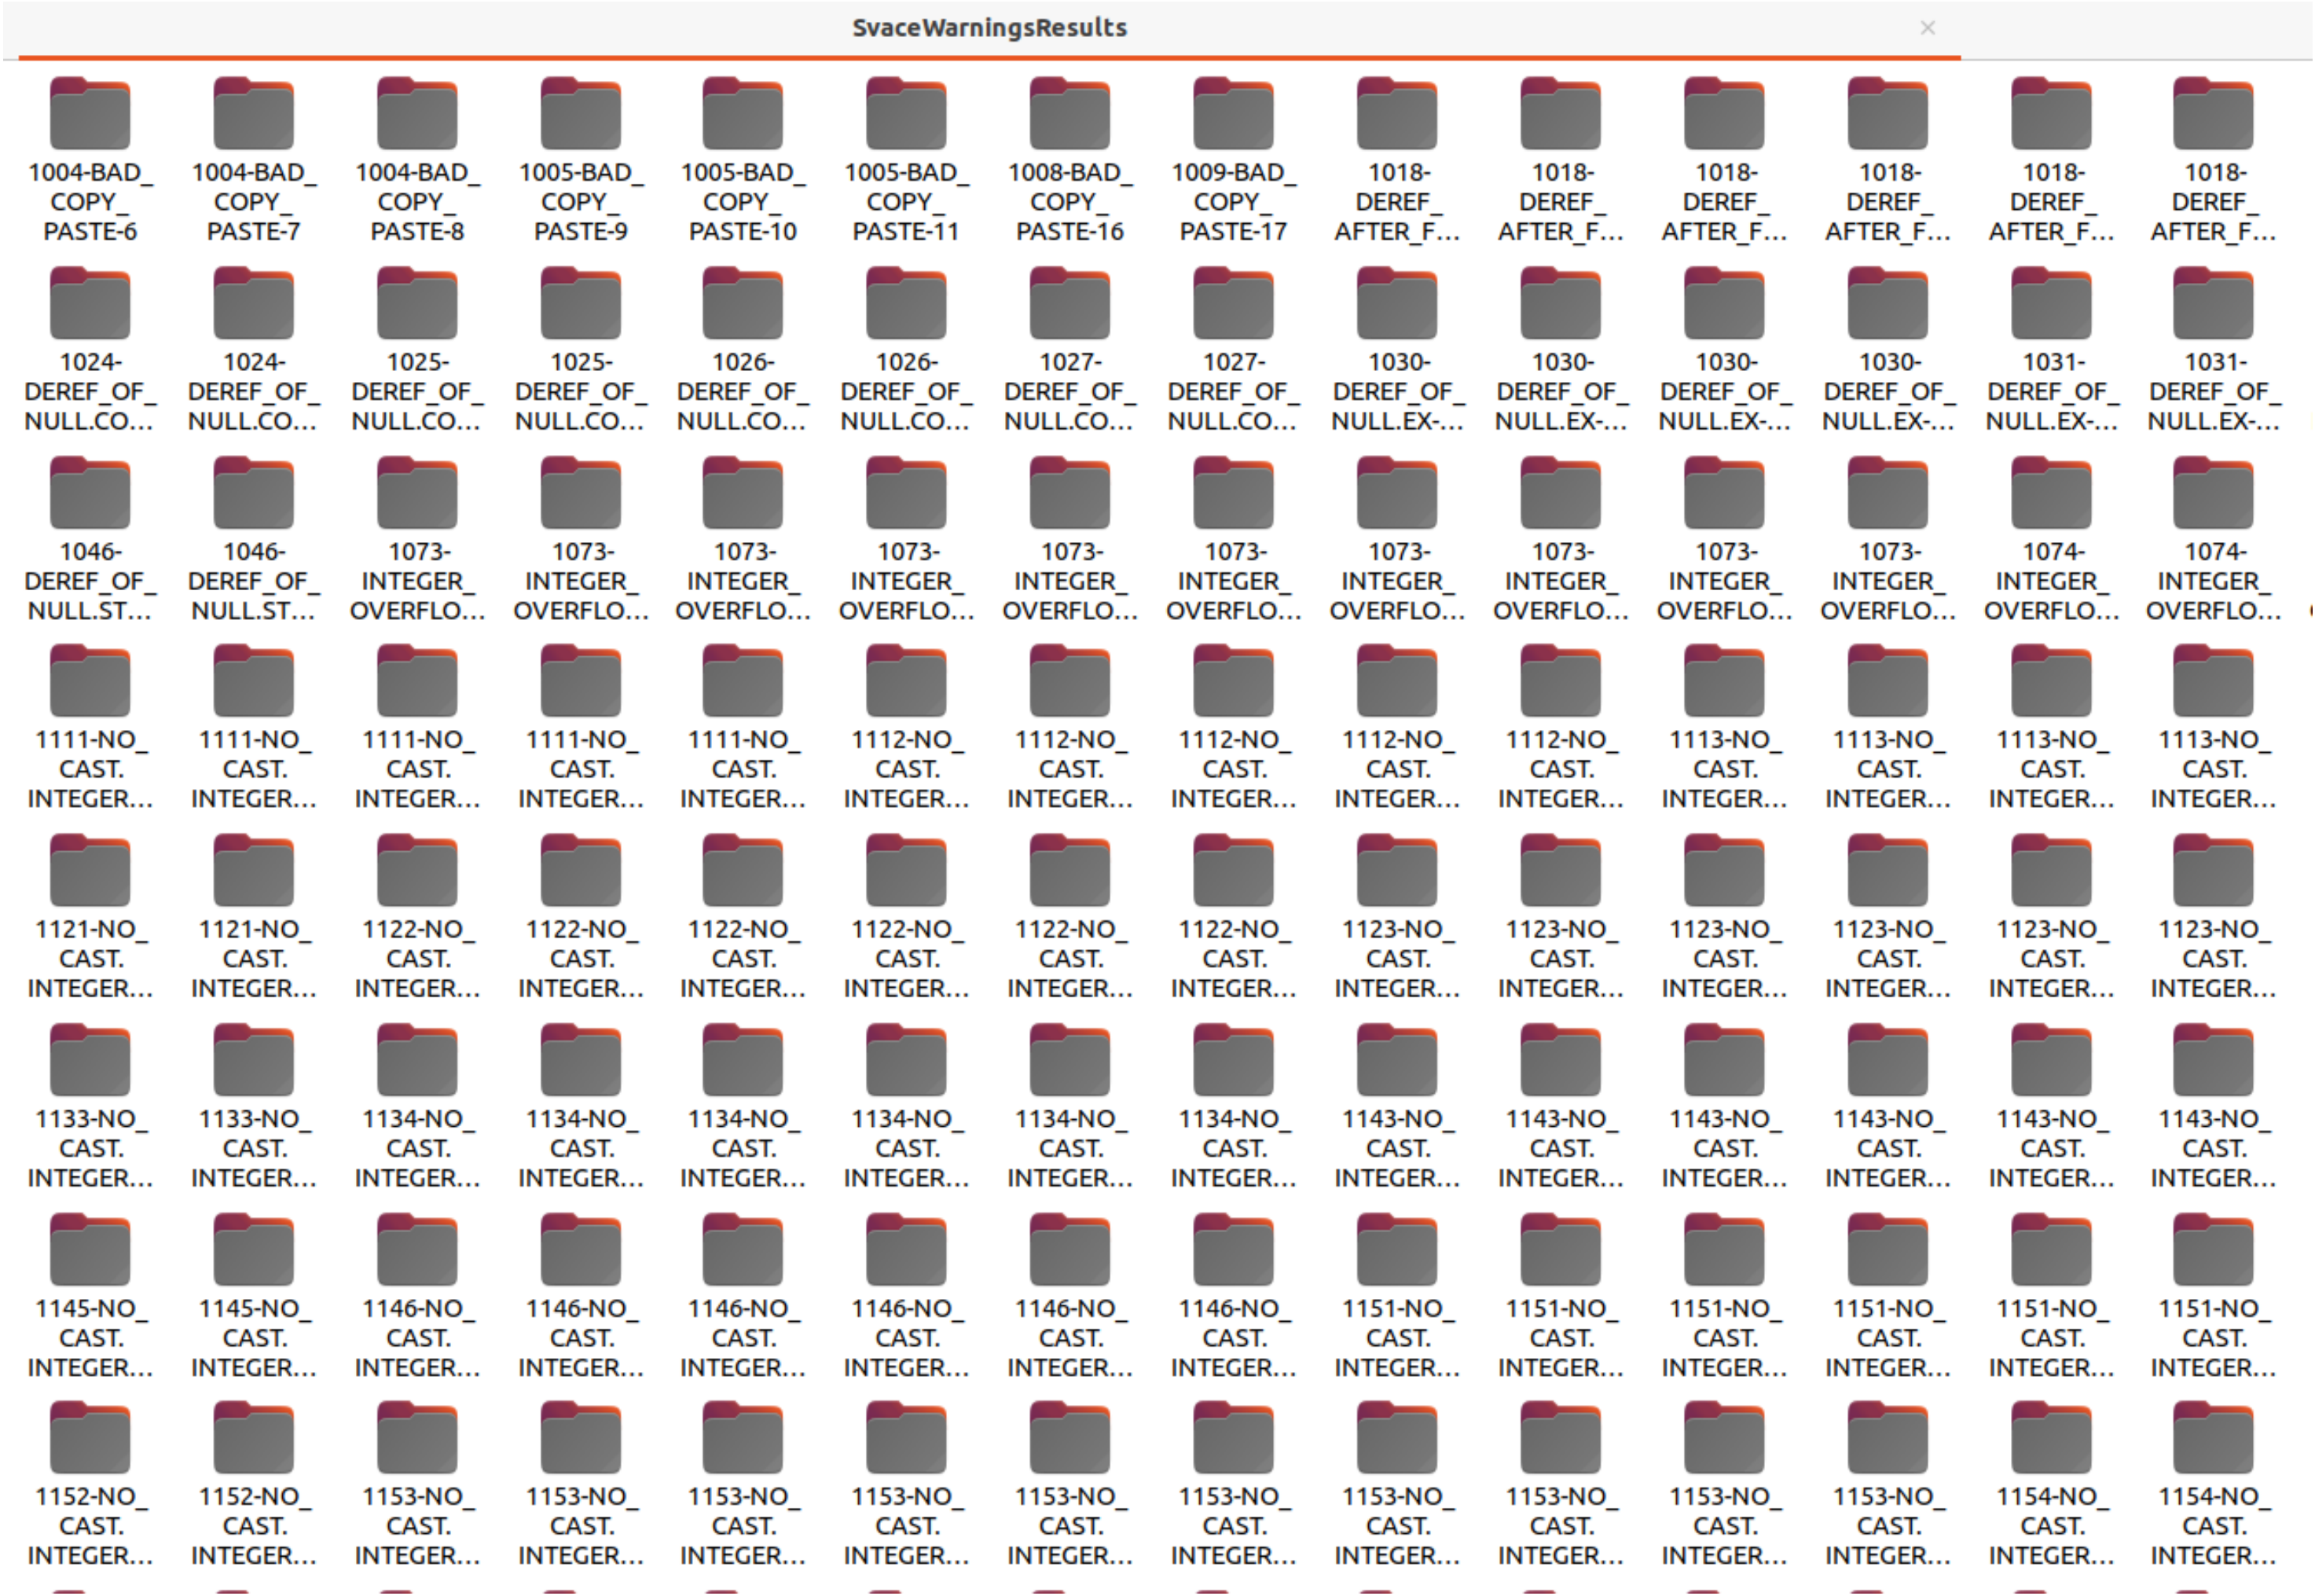 SvaceWarningsResults
1004-BAD_
COPY_
PASTE-6
1004-BAD_
COPY_
PASTE-7
1004-BAD_
COPY_
PASTE-8
1005-BAD_
COPY_
PASTE-9
1005-BAD_
COPY_
PASTE-10
1005-BAD_
COPY_
PASTE-11
1008-BAD_
COPY_
PASTE-16
1009-BAD_
COPY_
PASTE-17
1018-
DEREF_
AFTER_F...
1018-
DEREF_
AFTER_F...
1018-
DEREF_
AFTER_F...
1018-
DEREF_
AFTER_F...
1018-
DEREF_
AFTER_F...
1018-
DEREF_
AFTER_F...
1024-
DEREF_OF_
NULL.CO...
1024-
DEREF_OF_
NULL.CO...
1025-
DEREF_OF_
NULL.CO...
1025-
DEREF_OF_
NULL.CO...
1026-
DEREF_OF_
NULL.CO...
1026-
DEREF_OF_
NULL.CO...
1027-
DEREF_OF_
NULL.CO...
1027-
DEREF_OF_
NULL.CO...
1030-
DEREF_OF_
NULL.EX-...
1030-
DEREF_OF_
NULL.EX-...
1030-
DEREF_OF_
NULL.EX-...
1030-
DEREF_OF_
NULL.EX-...
1031-
DEREF_OF_
NULL.EX-...
1031-
DEREF_OF_
NULL.EX-...
1046-
DEREF_OF_
NULL.ST...
1046-
DEREF_OF_
NULL.ST...
1073-
INTEGER_
OVERFLO...
1073-
INTEGER_
OVERFLO...
1073-
INTEGER_
OVERFLO...
1073-
INTEGER_
OVERFLO...
1073-
INTEGER_
OVERFLO...
1073-
INTEGER_
OVERFLO...
1073-
INTEGER_
OVERFLO...
1073-
INTEGER_
OVERFLO...
1073-
INTEGER_
OVERFLO...
1073-
INTEGER_
OVERFLO...
1074-
INTEGER_
OVERFLO...
1074-
INTEGER_
OVERFLO...
1111-NO_
CAST.
INTEGER...
1111-NO_
CAST.
INTEGER...
1111-NO_
CAST.
INTEGER...
1111-NO_
CAST.
INTEGER...
1111-NO_
CAST.
INTEGER...
1112-NO_
CAST.
INTEGER...
1112-NO_
CAST.
INTEGER...
1112-NO_
CAST.
INTEGER...
1112-NO_
CAST.
INTEGER...
1112-NO_
CAST.
INTEGER...
1113-NO_
CAST.
INTEGER...
1113-NO_
CAST.
INTEGER...
1113-NO_
CAST.
INTEGER...
1113-NO_
CAST.
INTEGER...
1121-NO_
CAST.
INTEGER...
1121-NO_
CAST.
INTEGER...
1122-NO_
CAST.
INTEGER...
1122-NO_
CAST.
INTEGER...
1122-NO_
CAST.
INTEGER...
1122-NO_
CAST.
INTEGER...
1122-NO_
CAST.
INTEGER...
1122-NO_
CAST.
INTEGER...
1123-NO_
CAST.
INTEGER...
1123-NO_
CAST.
INTEGER...
1123-NO_
CAST.
INTEGER...
1123-NO_
CAST.
INTEGER...
1123-NO_
CAST.
INTEGER...
1123-NO_
CAST.
INTEGER...
1133-NO_
CAST.
INTEGER...
1133-NO_
CAST.
INTEGER...
1134-NO_
CAST.
INTEGER...
1134-NO_
CAST.
INTEGER...
1134-NO_
CAST.
INTEGER...
1134-NO_
CAST.
INTEGER...
1134-NO_
CAST.
INTEGER...
1134-NO_
CAST.
INTEGER...
1143-NO_
CAST.
INTEGER...
1143-NO_
CAST.
INTEGER...
1143-NO_
CAST.
INTEGER...
1143-NO_
CAST.
INTEGER...
1143-NO_
CAST.
INTEGER...
1143-NO_
CAST.
INTEGER...
1145-NO_
CAST.
INTEGER...
1145-NO_
CAST.
INTEGER...
1146-NO_
CAST.
INTEGER...
1146-NO_
CAST.
INTEGER...
1146-NO_
CAST.
INTEGER...
1146-NO_
CAST.
INTEGER...
1146-NO_
CAST.
INTEGER...
1146-NO_
CAST.
INTEGER...
1151-NO_
CAST.
INTEGER...
1151-NO_
CAST.
INTEGER...
1151-NO_
CAST.
INTEGER...
1151-NO_
CAST.
INTEGER...
1151-NO_
CAST.
INTEGER...
1151-NO_
CAST.
INTEGER...
1152-NO_
CAST.
INTEGER...
1152-NO_
CAST.
INTEGER...
1153-NO_
CAST.
INTEGER...
1153-NO_
CAST.
INTEGER...
1153-NO_
CAST.
INTEGER...
1153-NO_
CAST.
INTEGER...
1153-NO_
CAST.
INTEGER...
1153-NO_
CAST.
INTEGER...
1153-NO_
CAST.
INTEGER...
1153-NO_
CAST.
INTEGER...
1153-NO_
CAST.
INTEGER...
1153-NO_
CAST.
INTEGER...
1154-NO_
CAST.
INTEGER...
1154-NO_
CAST.
INTEGER...